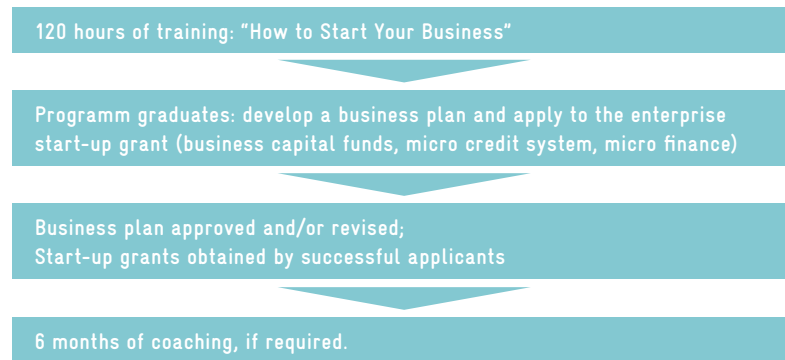 120 hours of training: "How to Start Your Business"
Programm graduates: develop a business plan and apply to the enterprise
start-up grant (business capital funds, micro credit system, micro finance)
Business plan approved and/or revised;
Start-up grants obtained by successful applicants
6 months of coaching, if required.